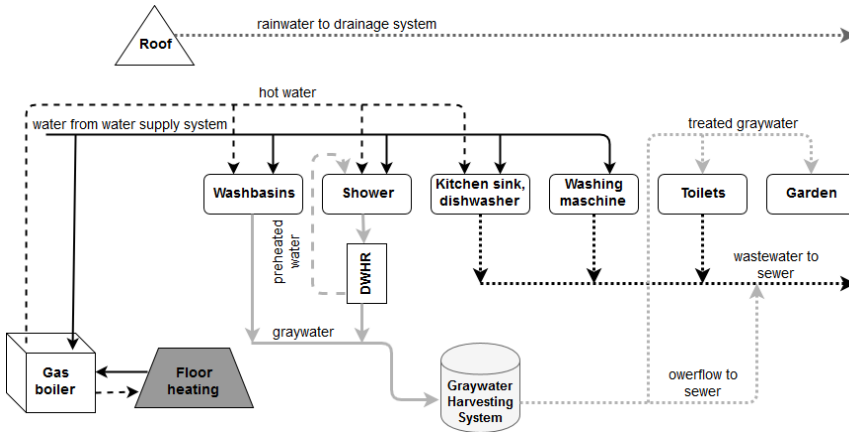 rainwater to drainage system
Roof
hot water
water from water supply system
treated graywater
Washbasins
Shower
Kitchen sink,
dishwasher
Washing
maschine
Toilets
Garden
preheated
water
DWHR
wastewater to
sewer
graywater
Gas
boiler
Floor
heating
Graywater
Harvesting
System
owerflow to
sewer